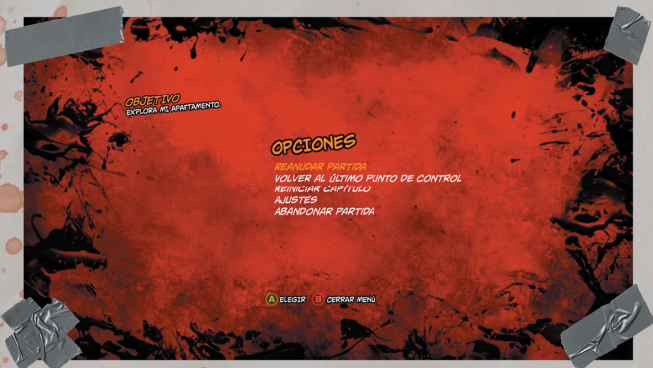 OBJETIVO
EXPLORA MI APARTAMENTO.
OPCIONES
REANUDAR PARTIDA
VOLVER AL ÚLTIMO PUNTO DE CONTROL
REINICIAR CAPÍTULO
AJUSTES
ABANDONAR PARTIDA
A ELEGIR B CERRAR MENÚ